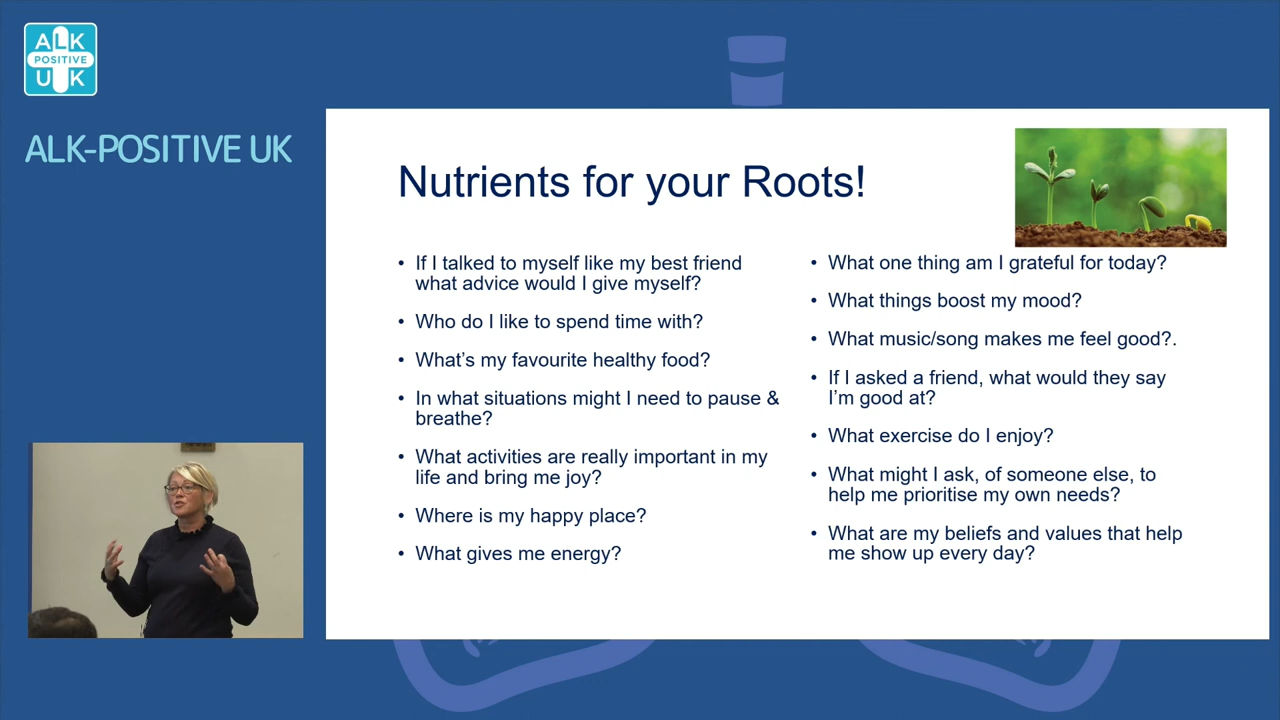 ALK
POSITIVE
UK
ALK-POSITIVE UK
Nutrients for your Roots!
• If I talked to myself like my best friend
what advice would I give myself?
• Who do I like to spend time with?
• What’s my favourite healthy food?
• In what situations might I need to pause &
breathe?
• What activities are really important in my
life and bring me joy?
• Where is my happy place?
• What gives me energy?
• What one thing am I grateful for today?
• What things boost my mood?
• What music/song makes me feel good?.
• If I asked a friend, what would they say
I’m good at?
• What exercise do I enjoy?
• What might I ask, of someone else, to
help me prioritise my own needs?
• What are my beliefs and values that help
me show up every day?